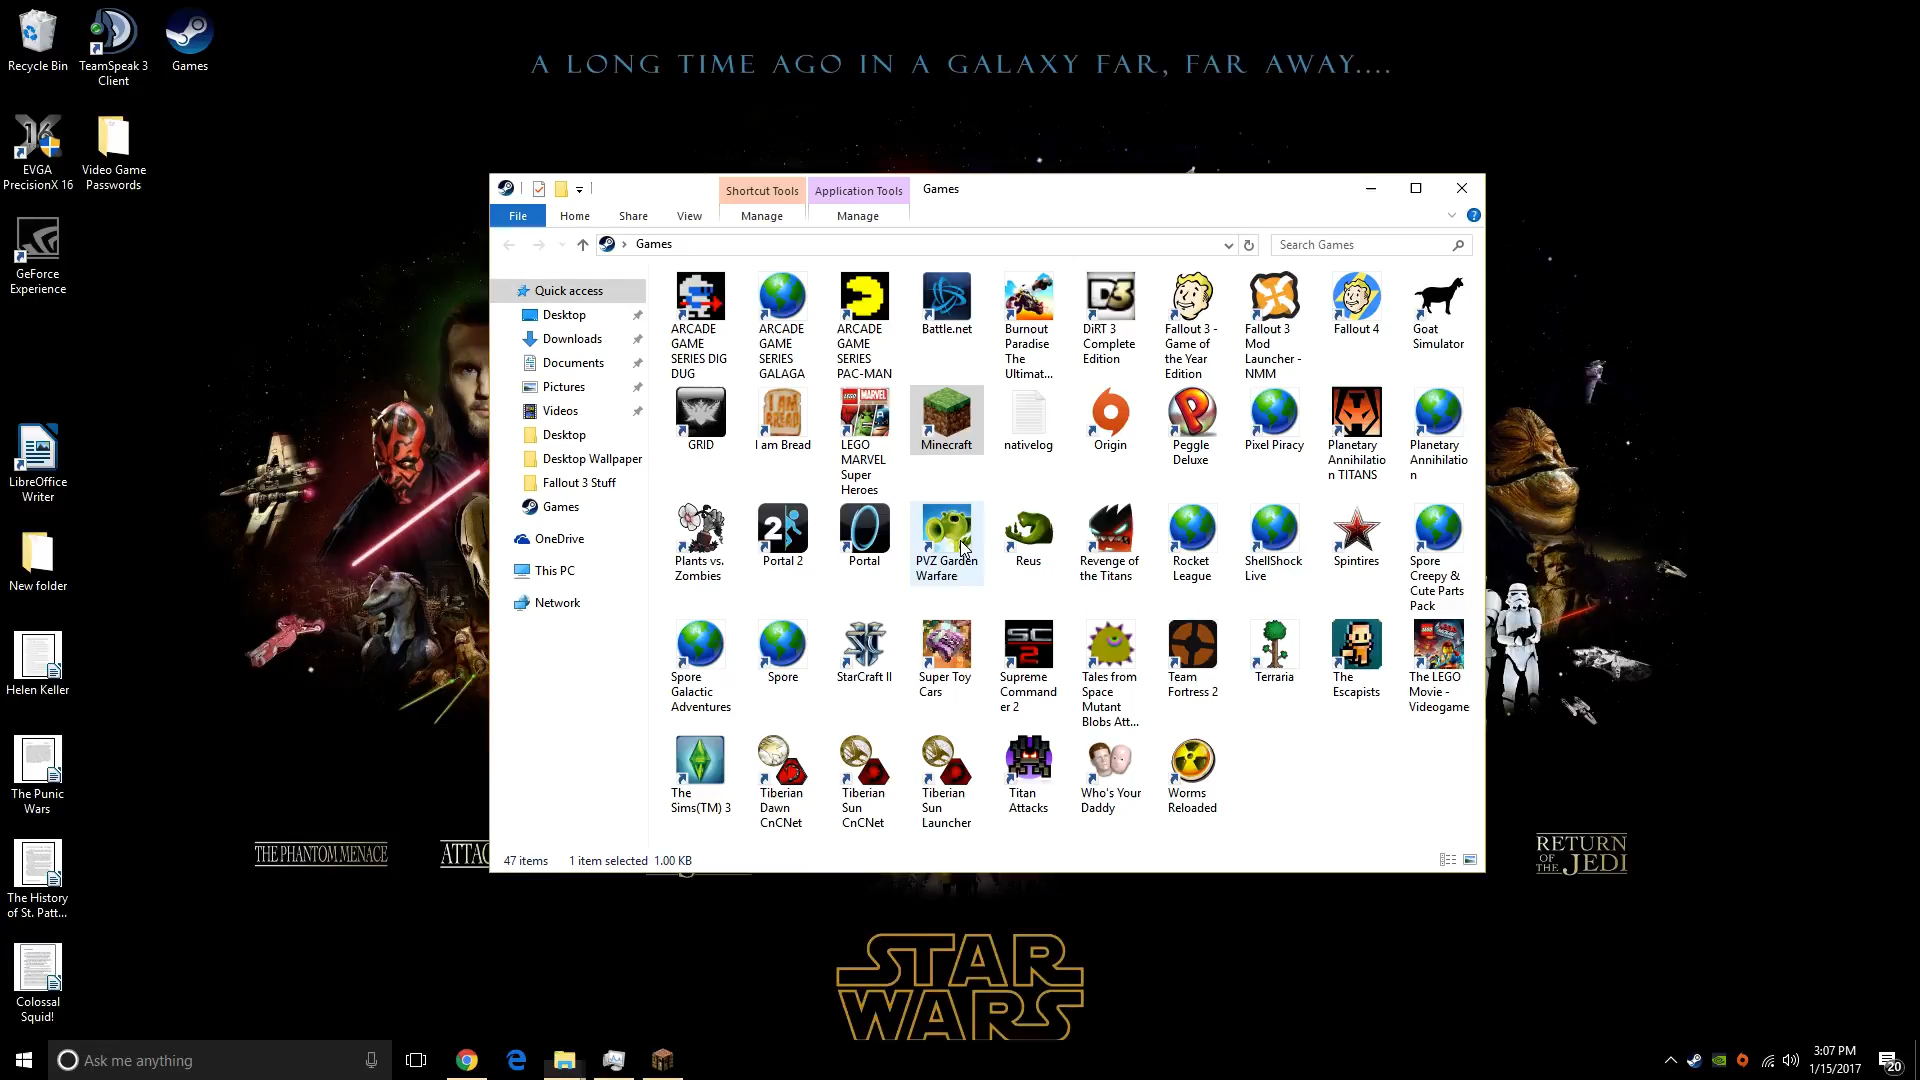 Recycle Bin
TeamSpeak 3
Client
Games
A LONG TIME AGO IN A GALAXY FAR, FAR AWAY....
EVGA
PrecisionX 16
Video Game
Passwords
GeForce
Experience
LibreOffice
Writer
New folder
Helen Keller
The Punic
Wars
The History
of St. Patt...
Colossal
Squid!
Shortcut Tools
Application Tools
Games
File
Home
Share
View
Manage
Manage
Games
Search Games
Quick access
Desktop
Downloads
Documents
Pictures
Videos
Desktop
Desktop Wallpaper
Fallout 3 Stuff
Games
OneDrive
This PC
Network
ARCADE
GAME
SERIES DIG
DUG
ARCADE
GAME
SERIES
GALAGA
ARCADE
GAME
SERIES
PAC-MAN
Battle.net
Burnout
Paradise
The
Ultimat...
DiRT 3
Complete
Edition
Fallout 3 -
Game of
the Year
Edition
Fallout 3
Mod
Launcher -
NMM
Fallout 4
Goat
Simulator
GRID
I AM
BREAD
I am Bread
LEGO
MARVEL
Super
Heroes
Minecraft
nativelog
Origin
Peggle
Deluxe
Pixel Piracy
Planetary
Annihilatio
n TITANS
Planetary
Annihilatio
n
Plants vs.
Zombies
Portal 2
Portal
PVZ Garden
Warfare
Reus
Revenge of
the Titans
Rocket
League
ShellShock
Live
Spintires
Spore
Creepy &
Cute Parts
Pack
Spore
Galactic
Adventures
Spore
StarCraft II
Super Toy
Cars
Supreme
Command
er 2
Tales from
Space
Mutant
Blobs Att...
Team
Fortress 2
Terraria
The
Escapists
The LEGO
Movie -
Videogame
The
Sims(TM) 3
Tiberian
Dawn
CnCNet
Tiberian
Sun
CnCNet
Tiberian
Sun
Launcher
Titan
Attacks
Who's Your
Daddy
Worms
Reloaded
47 items
1 item selected 1.00 KB
THE PHANTOM MENACE
ATTAC
RETURN
OF THE JEDI
STAR
WARS
Ask me anything
3:07 PM
1/15/2017
20